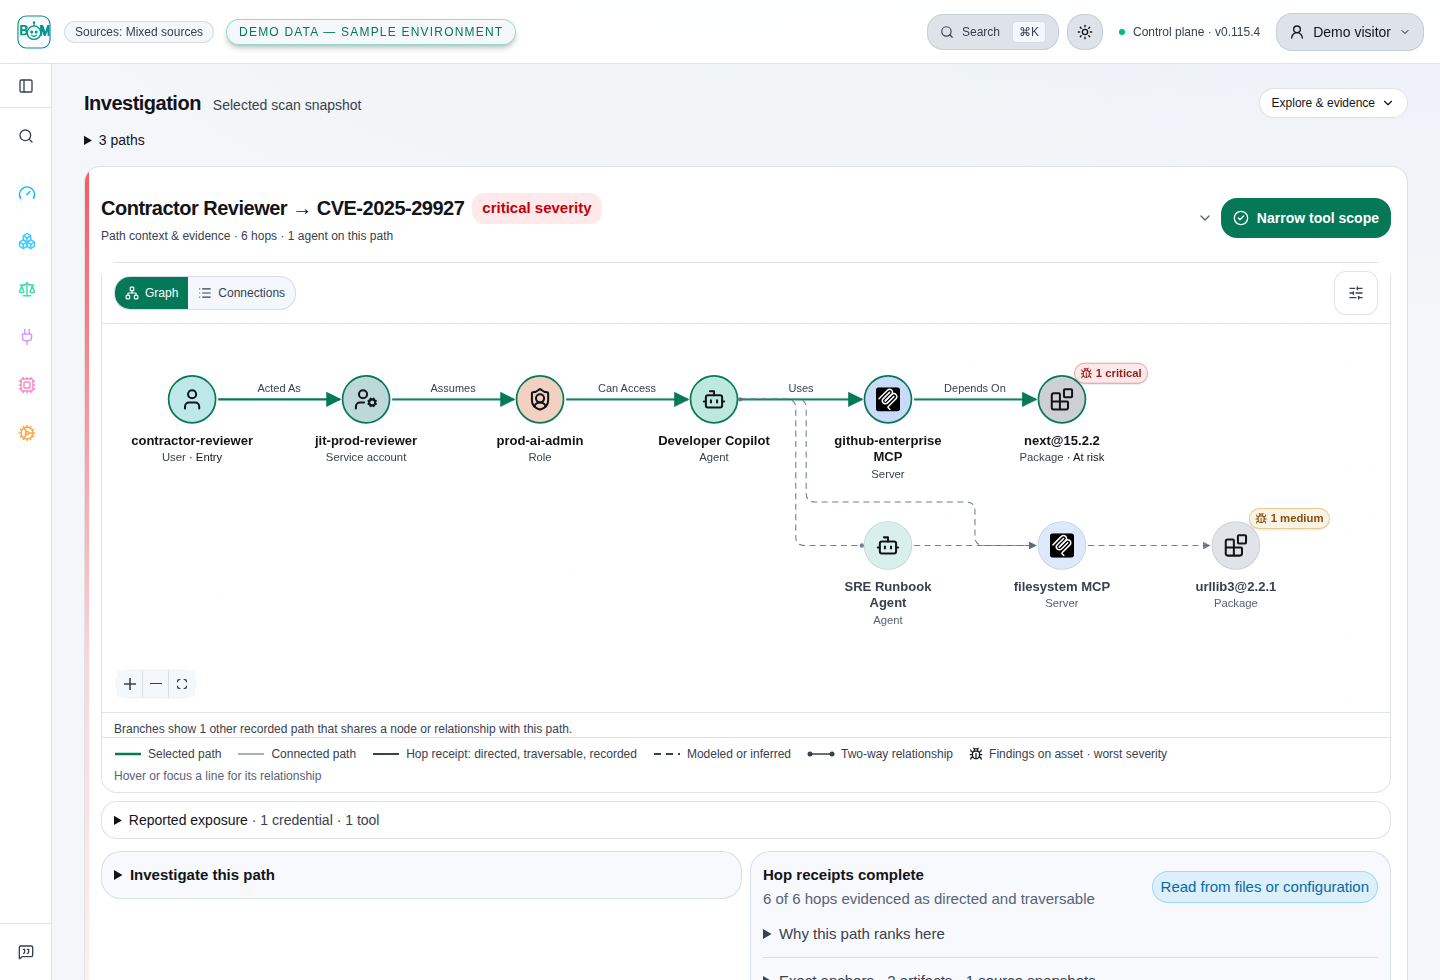 BOM
Sources: Mixed sources
DEMO DATA — SAMPLE ENVIRONMENT
Search ⌘K
Control plane · v0.115.4
Demo visitor
Investigation Selected scan snapshot
Explore & evidence
3 paths
Contractor Reviewer → CVE-2025-29927 critical severity
Path context & evidence · 6 hops · 1 agent on this path
Narrow tool scope
Graph Connections
1 critical
Acted As Assumes Can Access Uses Depends On
contractor-reviewer
User · Entry
jit-prod-reviewer
Service account
prod-ai-admin
Role
Developer Copilot
Agent
github-enterprise
MCP
Server
next@15.2.2
Package · At risk
1 medium
SRE Runbook
Agent
Agent
filesystem MCP
Server
urllib3@2.2.1
Package
Branches show 1 other recorded path that shares a node or relationship with this path.
Selected path Connected path Hop receipt: directed, traversable, recorded Modeled or inferred Two-way relationship Findings on asset · worst severity
Hover or focus a line for its relationship
Reported exposure · 1 credential · 1 tool
Investigate this path
Hop receipts complete
6 of 6 hops evidenced as directed and traversable
Read from files or configuration
Why this path ranks here
Exact anchors · 2 artifacts · 1 source snapshots